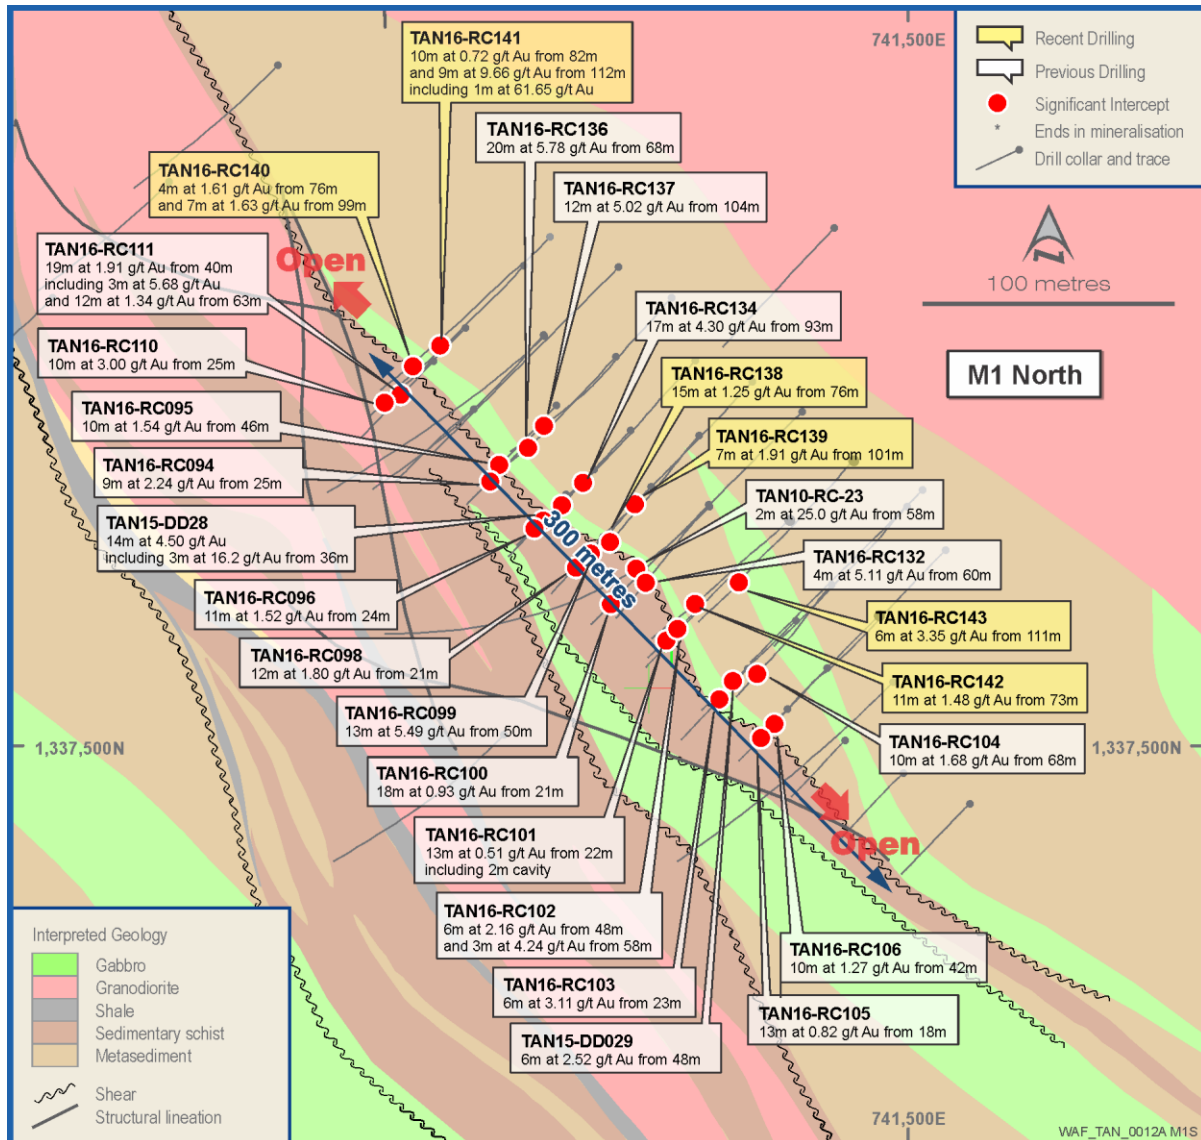 741,500E
Recent Drilling
Previous Drilling
Significant Intercept
* Ends in mineralisation
Drill collar and trace
N
100 metres
M1 North
TAN16-RC141
10m at 0.72 g/t Au from 82m
and 9m at 9.66 g/t Au from 112m
including 1m at 61.65 g/t Au
TAN16-RC136
20m at 5.78 g/t Au from 68m
TAN16-RC140
4m at 1.61 g/t Au from 76m
and 7m at 1.63 g/t Au from 99m
TAN16-RC137
12m at 5.02 g/t Au from 104m
TAN16-RC111
19m at 1.91 g/t Au from 40m
including 3m at 5.68 g/t Au
and 12m at 1.34 g/t Au from 63m
Open
TAN16-RC134
17m at 4.30 g/t Au from 93m
TAN16-RC110
10m at 3.00 g/t Au from 25m
TAN16-RC138
15m at 1.25 g/t Au from 76m
TAN16-RC095
10m at 1.54 g/t Au from 46m
TAN16-RC139
7m at 1.91 g/t Au from 101m
TAN16-RC094
9m at 2.24 g/t Au from 25m
TAN10-RC-23
2m at 25.0 g/t Au from 58m
TAN15-DD28
14m at 4.50 g/t Au
including 3m at 16.2 g/t Au from 36m
300 metres
TAN16-RC132
4m at 5.11 g/t Au from 60m
TAN16-RC096
11m at 1.52 g/t Au from 24m
TAN16-RC143
6m at 3.35 g/t Au from 111m
TAN16-RC098
12m at 1.80 g/t Au from 21m
TAN16-RC142
11m at 1.48 g/t Au from 73m
TAN16-RC099
13m at 5.49 g/t Au from 50m
TAN16-RC104
10m at 1.68 g/t Au from 68m
1,337,500N
1,337,500N
TAN16-RC100
18m at 0.93 g/t Au from 21m
TAN16-RC101
13m at 0.51 g/t Au from 22m
including 2m cavity
Open
TAN16-RC102
6m at 2.16 g/t Au from 48m
and 3m at 4.24 g/t Au from 58m
TAN16-RC106
10m at 1.27 g/t Au from 42m
TAN16-RC103
6m at 3.11 g/t Au from 23m
TAN16-RC105
13m at 0.82 g/t Au from 18m
TAN15-DD029
6m at 2.52 g/t Au from 48m
Interpreted Geology
Gabbro
Granodiorite
Shale
Sedimentary schist
Metasediment
Shear
Structural lineation
741,500E
WAF_TAN_0012A M1S